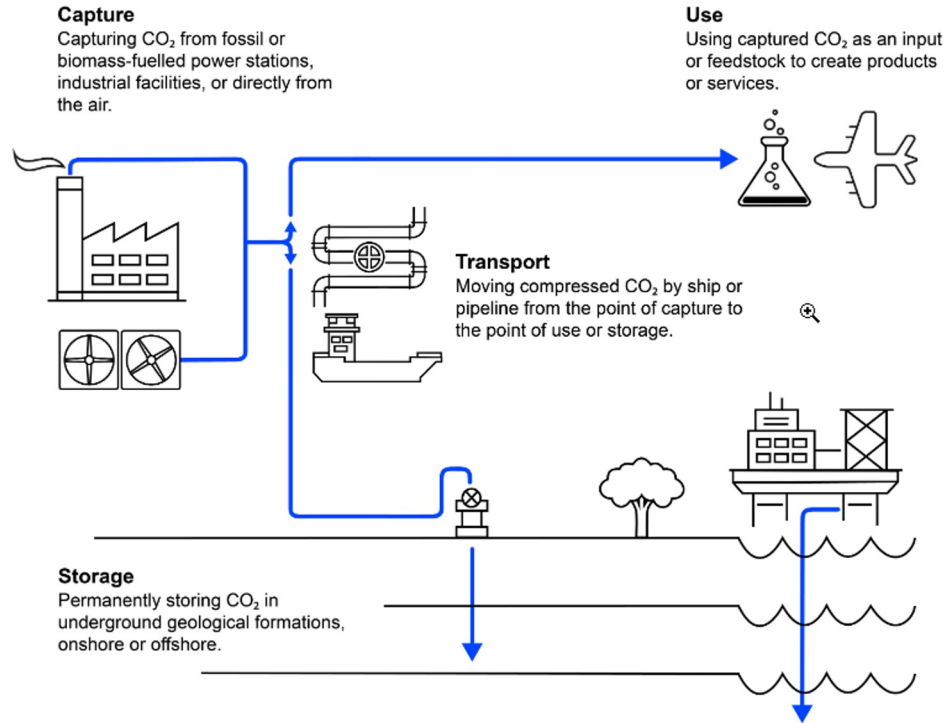 Capture
Capturing CO₂ from fossil or
biomass-fuelled power stations,
industrial facilities, or directly from
the air.
Use
Using captured CO₂ as an input
or feedstock to create products
or services.
Transport
Moving compressed CO₂ by ship or
pipeline from the point of capture to
the point of use or storage.
Storage
Permanently storing CO₂ in
underground geological formations,
onshore or offshore.